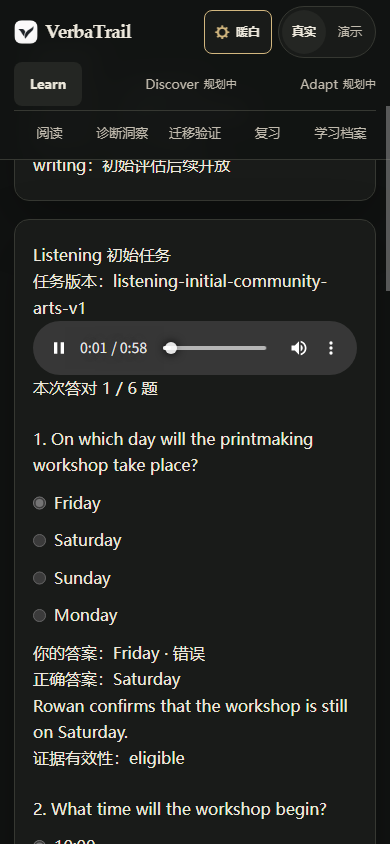 VerbaTrail
暖白
真实
演示
Learn
Discover 规划中
Adapt 规划中
阅读
诊断洞察
迁移验证
复习
学习档案
writing：初始评估后续开放
Listening 初始任务
任务版本：listening-initial-community-
arts-v1
0:01 / 0:58
本次答对 1 / 6 题
1. On which day will the printmaking
workshop take place?
Friday
Saturday
Sunday
Monday
你的答案：Friday · 错误
正确答案：Saturday
Rowan confirms that the workshop is still
on Saturday.
证据有效性：eligible
2. What time will the workshop begin?
10:00